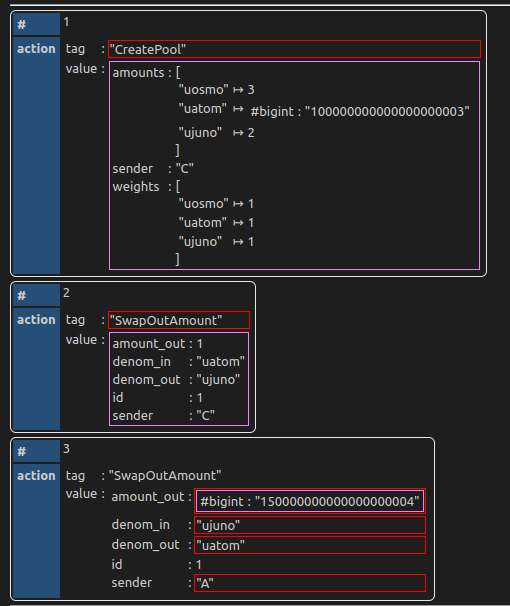 # 1
action tag : "CreatePool"
value : amounts : [
"uosmo" ↦ 3
"uatom" ↦ #bigint : "100000000000000000003"
"ujuno" ↦ 2
]
sender : "C"
weights : [
"uosmo" ↦ 1
"uatom" ↦ 1
"ujuno" ↦ 1
]
# 2
action tag : "SwapOutAmount"
value : amount_out : 1
denom_in : "uatom"
denom_out : "ujuno"
id : 1
sender : "C"
# 3
action tag : "SwapOutAmount"
value : amount_out : #bigint : "150000000000000000004"
denom_in : "ujuno"
denom_out : "uatom"
id : 1
sender : "A"